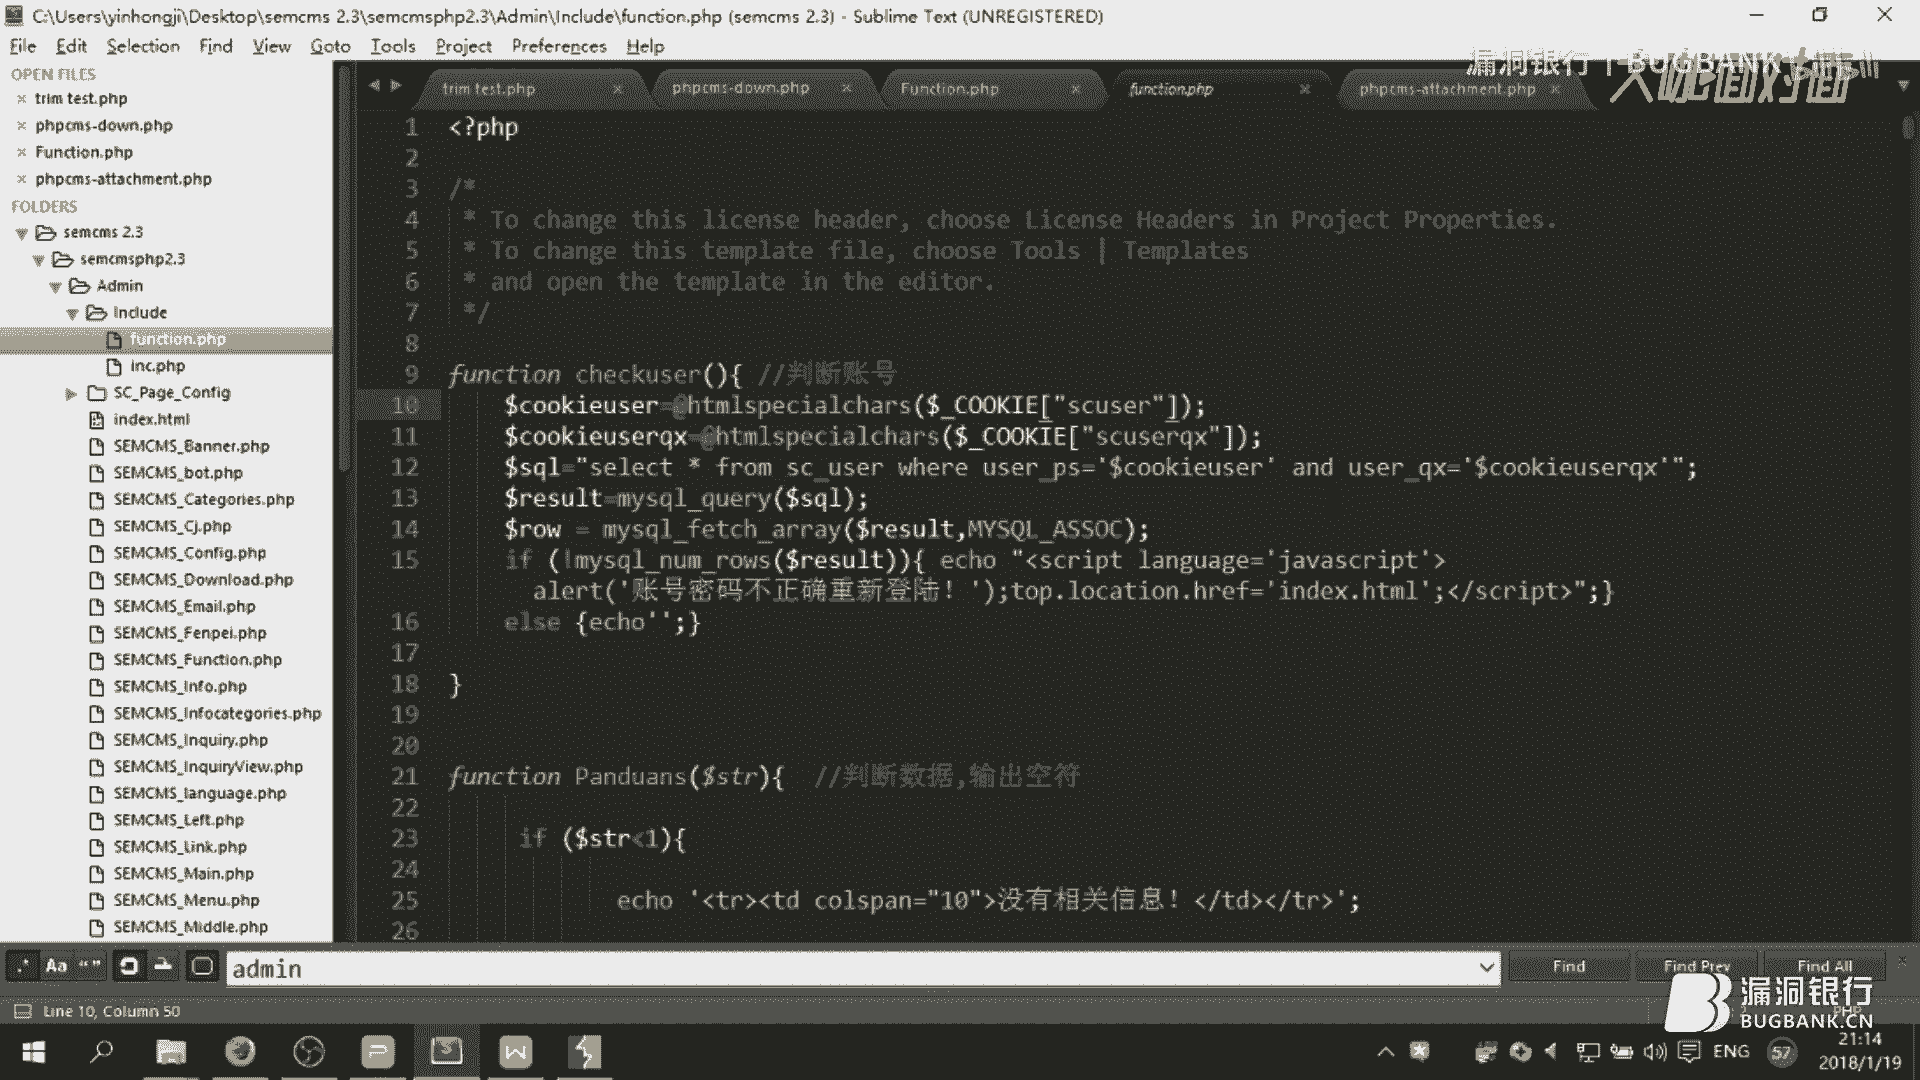 C:\Users\yinhongji\Desktop\semcms 2.3\semcmsphp2.3\Admin\Include\function.php (semcms 2.3) - Sublime Text (UNREGISTERED)
File Edit Selection Find View Goto Tools Project Preferences Help
漏洞银行 | BUGBANK
大咖面对面
OPEN FILES
trim test.php
phpcms-down.php
Function.php
phpcms-attachment.php
FOLDERS
semcms 2.3
semcmsphp2.3
Admin
Include
function.php
inc.php
SC_Page_Config
index.html
SEMCMS_Banner.php
SEMCMS_bot.php
SEMCMS_Categories.php
SEMCMS_Cj.php
SEMCMS_Config.php
SEMCMS_Download.php
SEMCMS_Email.php
SEMCMS_Fenpei.php
SEMCMS_Function.php
SEMCMS_Info.php
SEMCMS_Infocategories.php
SEMCMS_Inquiry.php
SEMCMS_InquiryView.php
SEMCMS_language.php
SEMCMS_Left.php
SEMCMS_Link.php
SEMCMS_Main.php
SEMCMS_Menu.php
SEMCMS_Middle.php
trim test.php phpcms-down.php Function.php function.php phpcms-attachment.php
1 <?php
2
3 /*
4 * To change this license header, choose License Headers in Project Properties.
5 * To change this template file, choose Tools | Templates
6 * and open the template in the editor.
7 */
8
9 function checkuser(){ //判断账号
10 $cookieuser=@htmlspecialchars($_COOKIE["scuser"]);
11 $cookieuserqx=@htmlspecialchars($_COOKIE["scuserqx"]);
12 $sql="select * from sc_user where user_ps='$cookieuser' and user_qx='$cookieuserqx'";
13 $result=mysql_query($sql);
14 $row = mysql_fetch_array($result,MYSQL_ASSOC);
15 if (!mysql_num_rows($result)){ echo "<script language='javascript'>
alert('账号密码不正确重新登陆！');top.location.href='index.html';</script>";}
16 else {echo'';}
17
18 }
19
20
21 function Panduans($str){ //判断数据,输出空符
22
23 if ($str<1){
24
25 echo '<tr><td colspan="10">没有相关信息！</td></tr>';
26
Aa “” admin Find Find Prev Find All
Line 10, Column 50
漏洞银行
BUGBANK.CN
ENG 57 21:14
2018/1/19